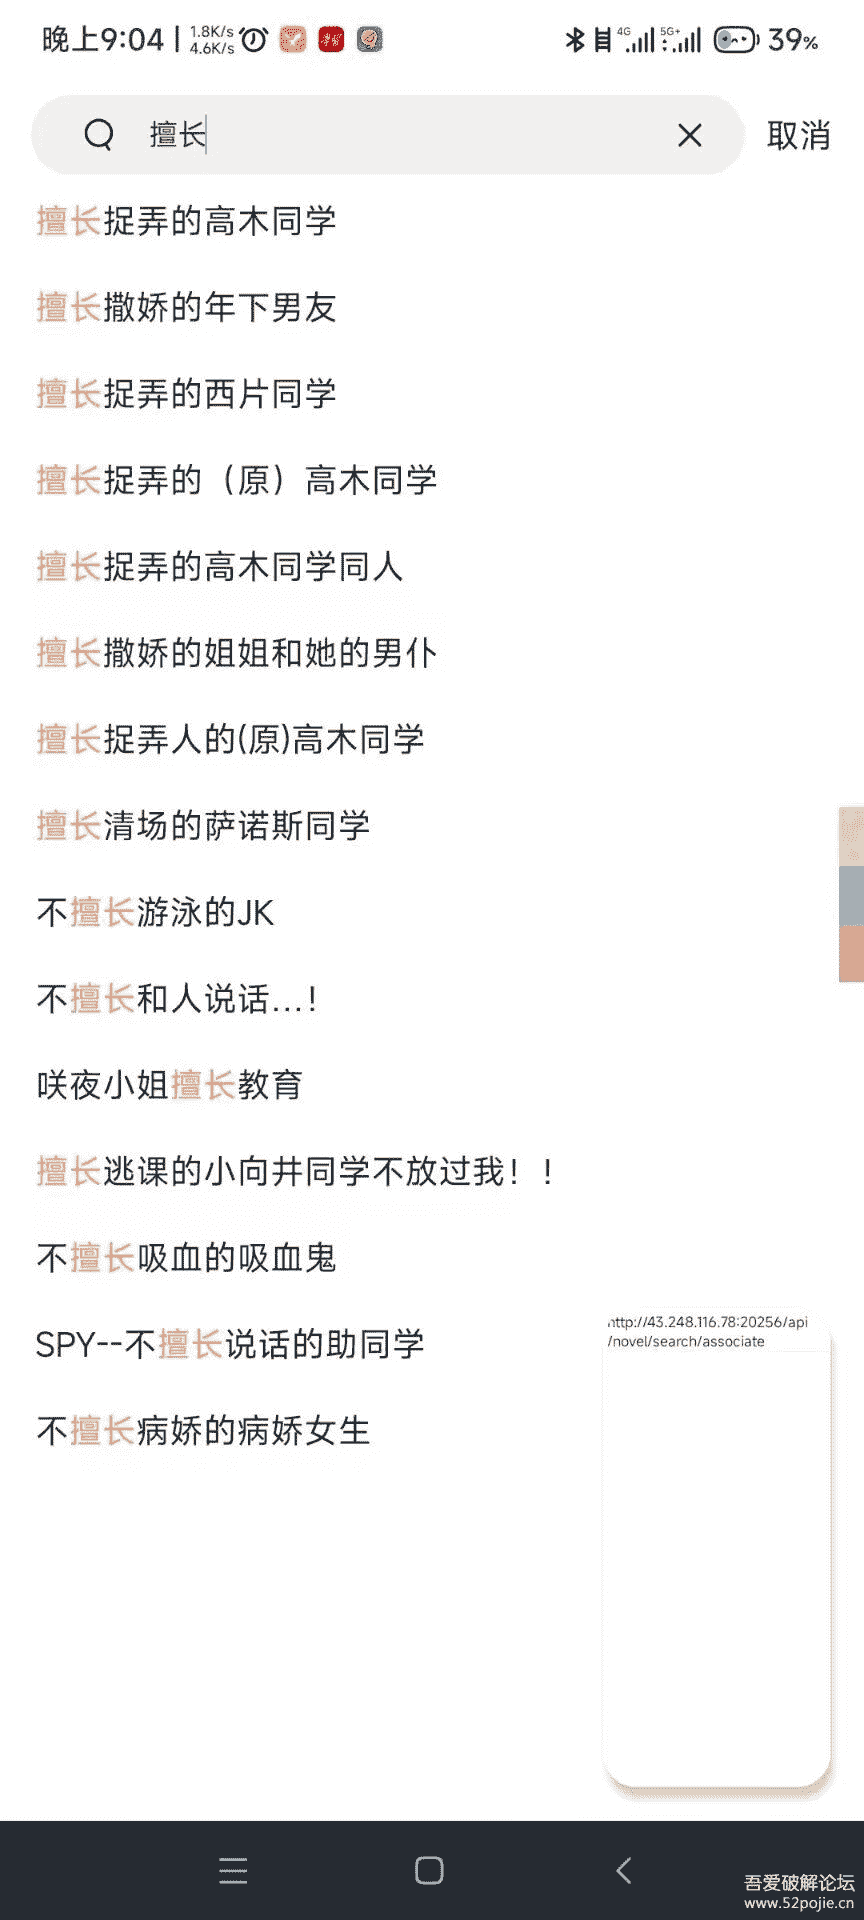 晚上9:04 | 1.8K/s
4.6K/s
4G 5G+ 39%
擅长 取消
擅长捉弄的高木同学
擅长撒娇的年下男友
擅长捉弄的西片同学
擅长捉弄的（原）高木同学
擅长捉弄的高木同学同人
擅长撒娇的姐姐和她的男仆
擅长捉弄人的(原)高木同学
擅长清场的萨诺斯同学
不擅长游泳的JK
不擅长和人说话...!
咲夜小姐擅长教育
擅长逃课的小向井同学不放过我！！
不擅长吸血的吸血鬼
SPY--不擅长说话的助同学
不擅长病娇的病娇女生
http://43.248.116.78:20256/api
/novel/search/associate
吾爱破解论坛
www.52pojie.cn